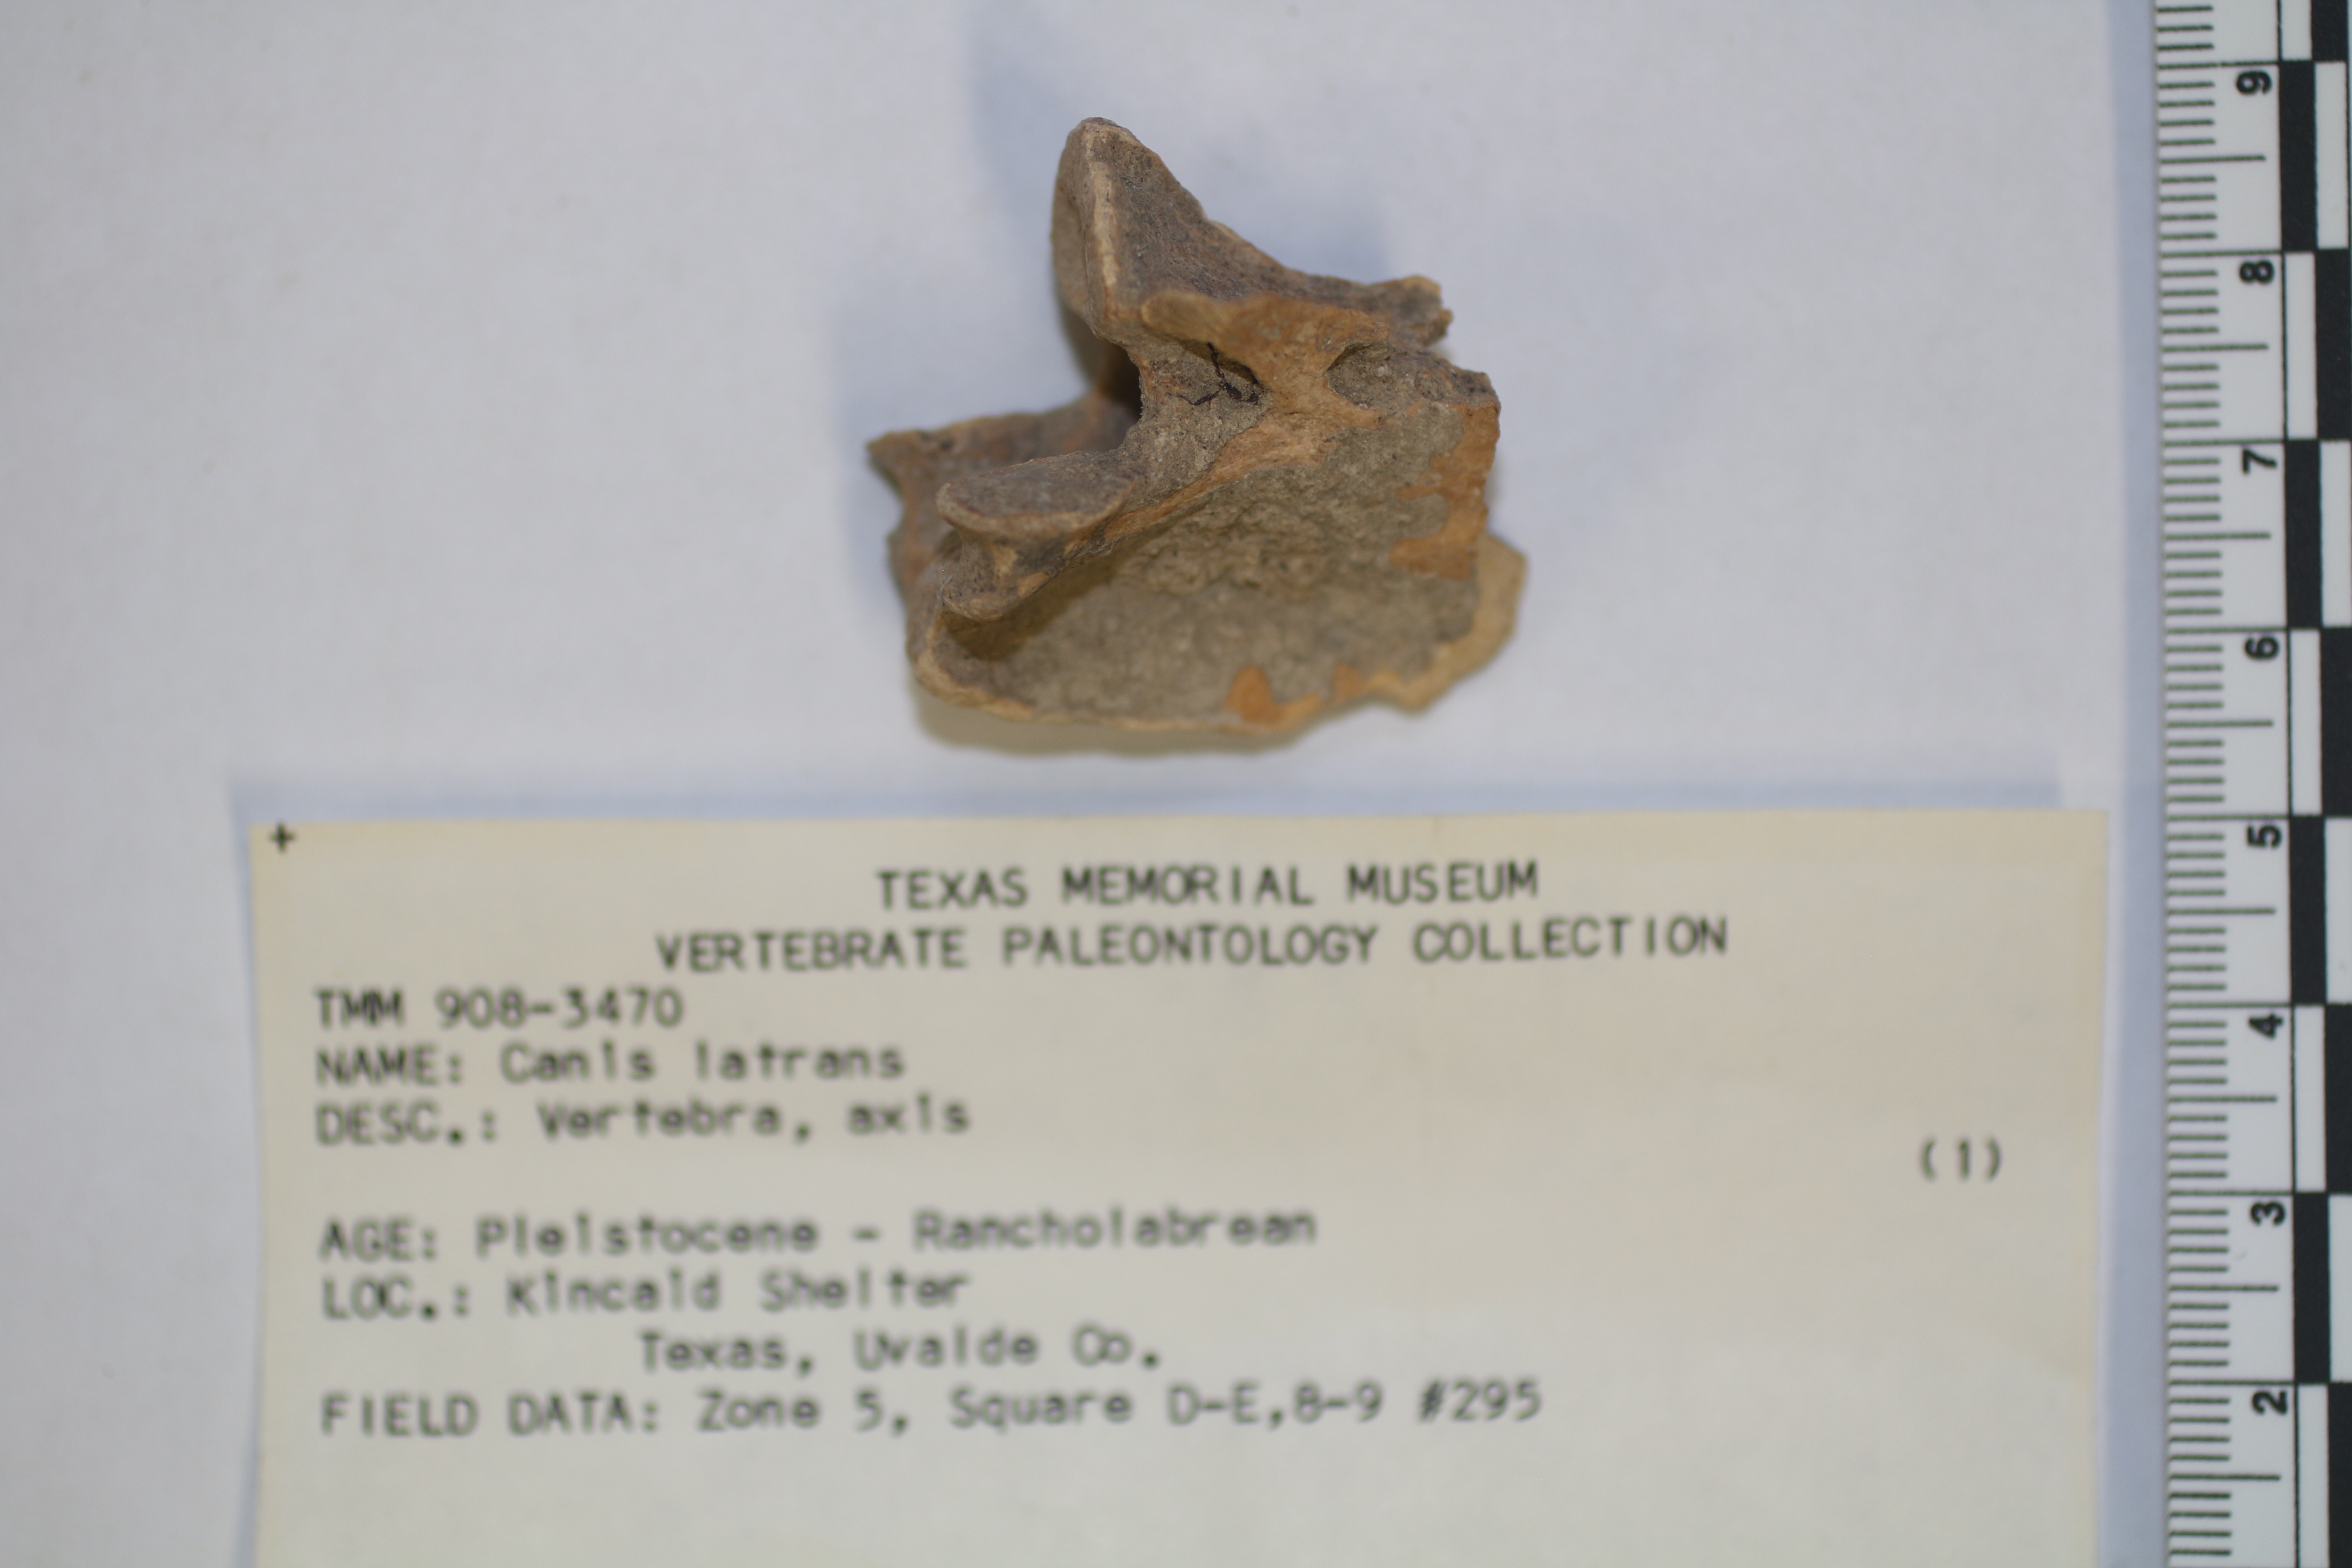 +
TEXAS MEMORIAL MUSEUM
VERTEBRATE PALEONTOLOGY COLLECTION
TMM 908-3470
NAME: Canis latrans
DESC.: Vertebra, axis
(1)
AGE: Pleistocene - Rancholabrean
LOC.: Kincaid Shelter
Texas, Uvalde Co.
FIELD DATA: Zone 5, Square D-E,8-9 #295
9
8
7
6
5
4
3
2